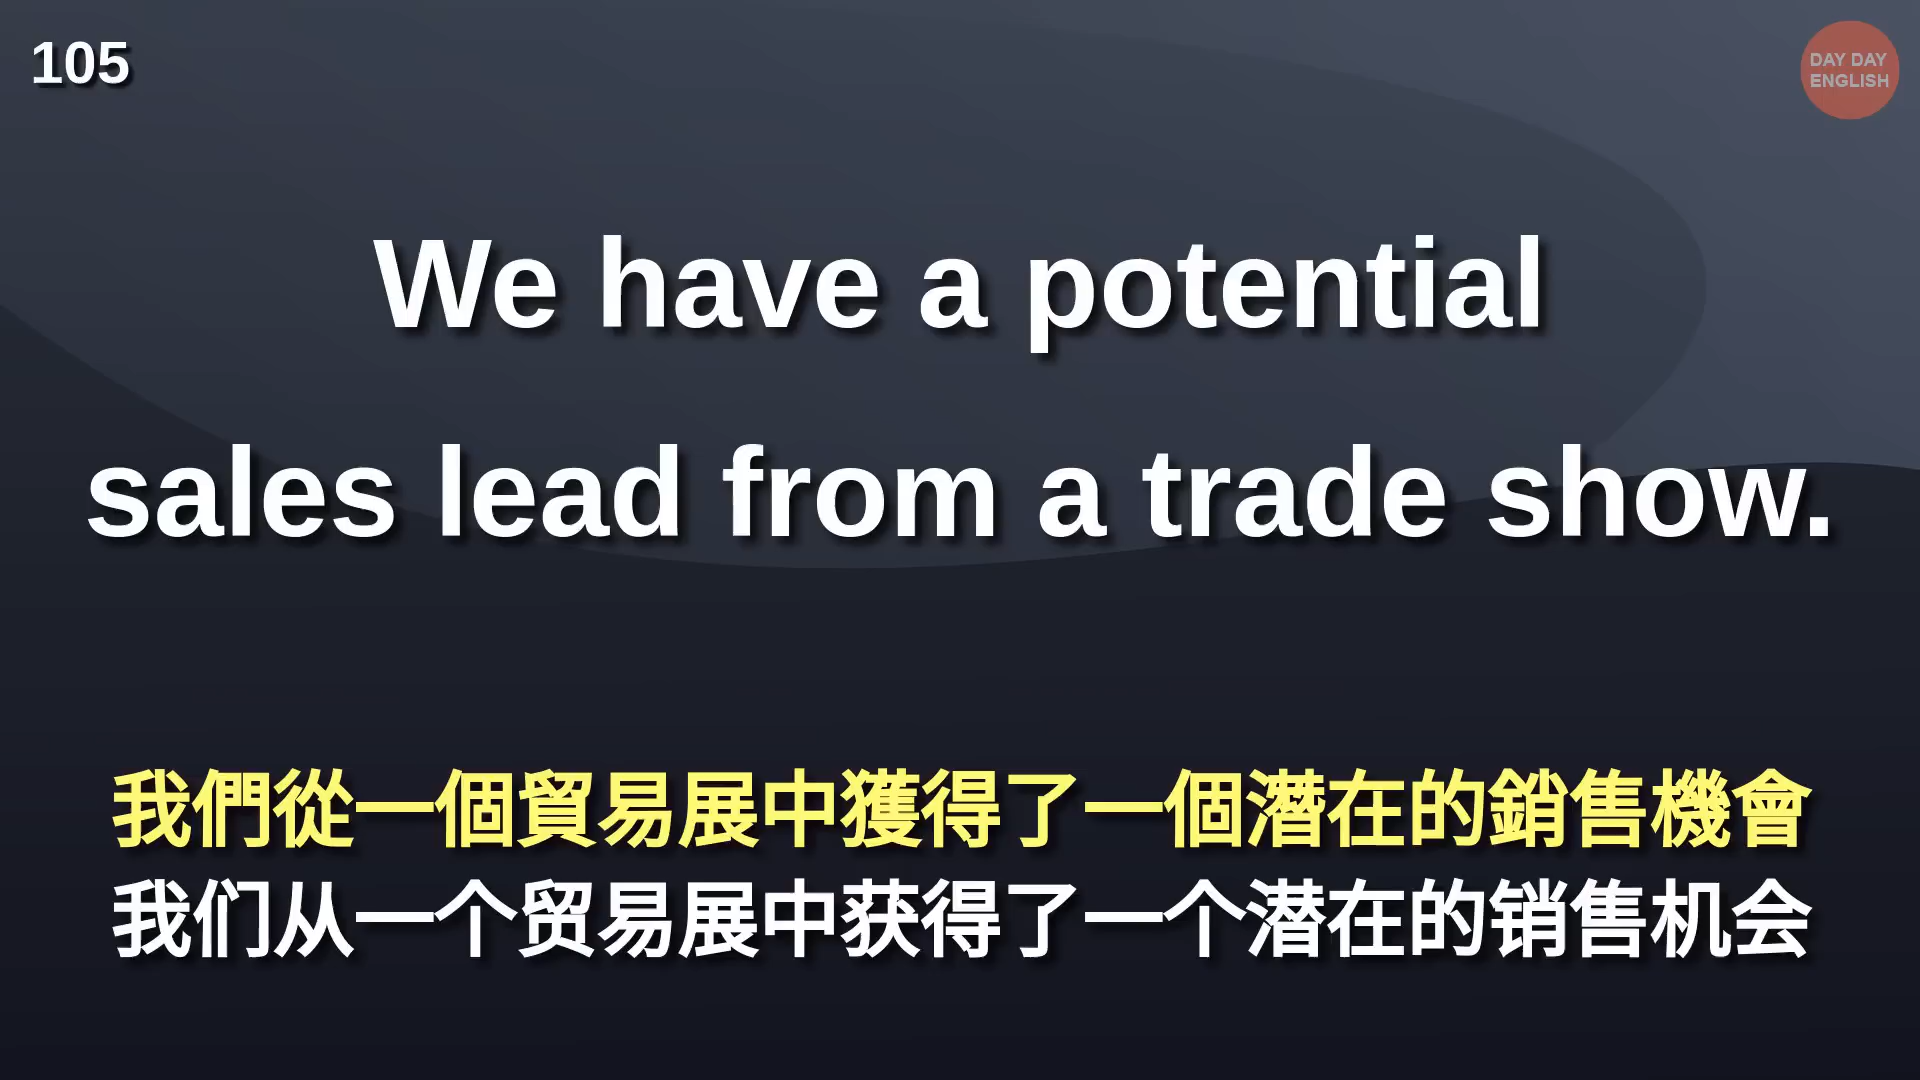 105
DAY DAY
ENGLISH
We have a potential
sales lead from a trade show.
我們從一個貿易展中獲得了一個潛在的銷售機會
我们从一个贸易展中获得了一个潜在的销售机会